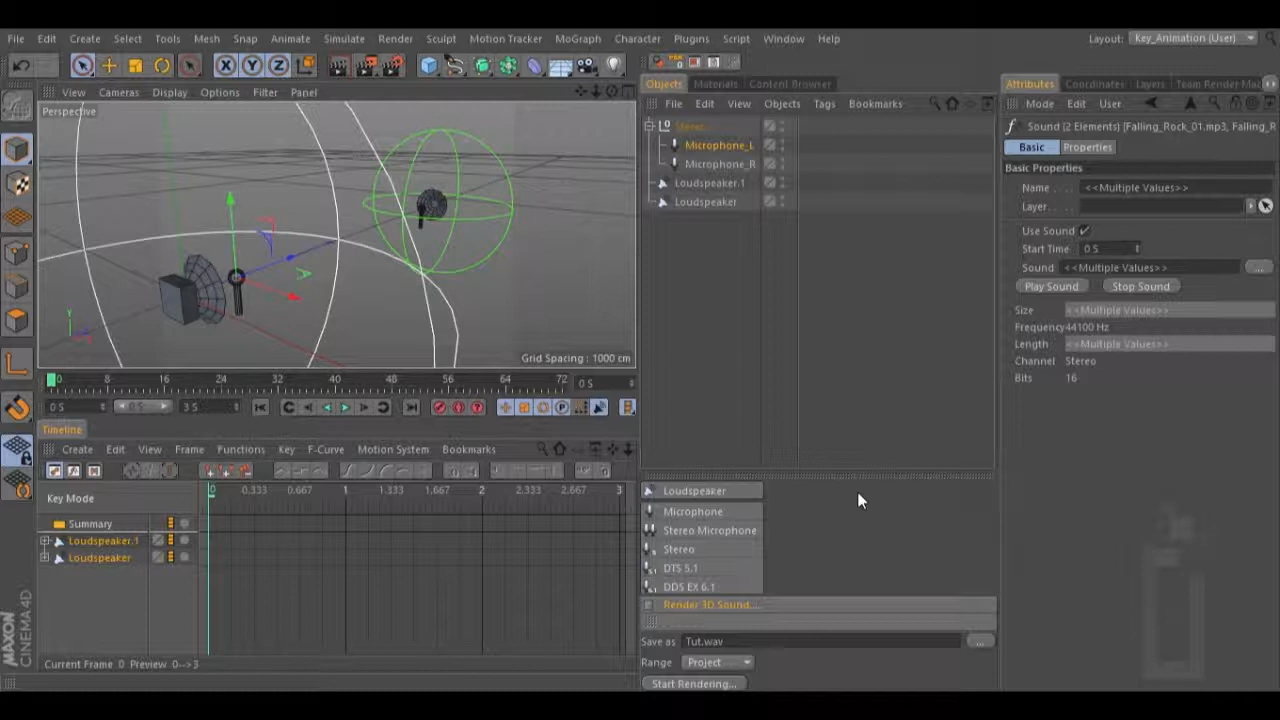 File Edit Create Select Tools Mesh Snap Animate Simulate Render Sculpt Motion Tracker MoGraph Character Plugins Script Window Help Layout: Key_Animation (User)
X Y Z PSR
View Cameras Display Options Filter Panel
Perspective
Y
Grid Spacing : 1000 cm
0 8 16 24 32 40 48 56 64 72 0 S
0 S 0 S 3 S
Timeline
Create Edit View Frame Functions Key F-Curve Motion System Bookmarks
Key Mode
0 0.333 0.667 1 1.333 1.667 2 2.333 2.667 3
Summary
Loudspeaker.1
Loudspeaker
Current Frame 0 Preview 0-->3
MAXON
CINEMA 4D
Objects Materials Content Browser
File Edit View Objects Tags Bookmarks
Stereo
Microphone_L
Microphone_R
Loudspeaker.1
Loudspeaker
Loudspeaker
Microphone
Stereo Microphone
Stereo
DTS 5.1
DDS EX 6.1
Render 3D Sound...
Save as Tut.wav ...
Range Project
Start Rendering...
Attributes Coordinates Layers Team Render Mac
Mode Edit User
Sound [2 Elements] [Falling_Rock_01.mp3, Falling_R
Basic Properties
Basic Properties
Name . . . . <<Multiple Values>>
Layer. . . . .
Use Sound
Start Time 0 S
Sound <<Multiple Values>> ...
Play Sound Stop Sound
Size <<Multiple Values>>
Frequency 44100 Hz
Length <<Multiple Values>>
Channel Stereo
Bits 16